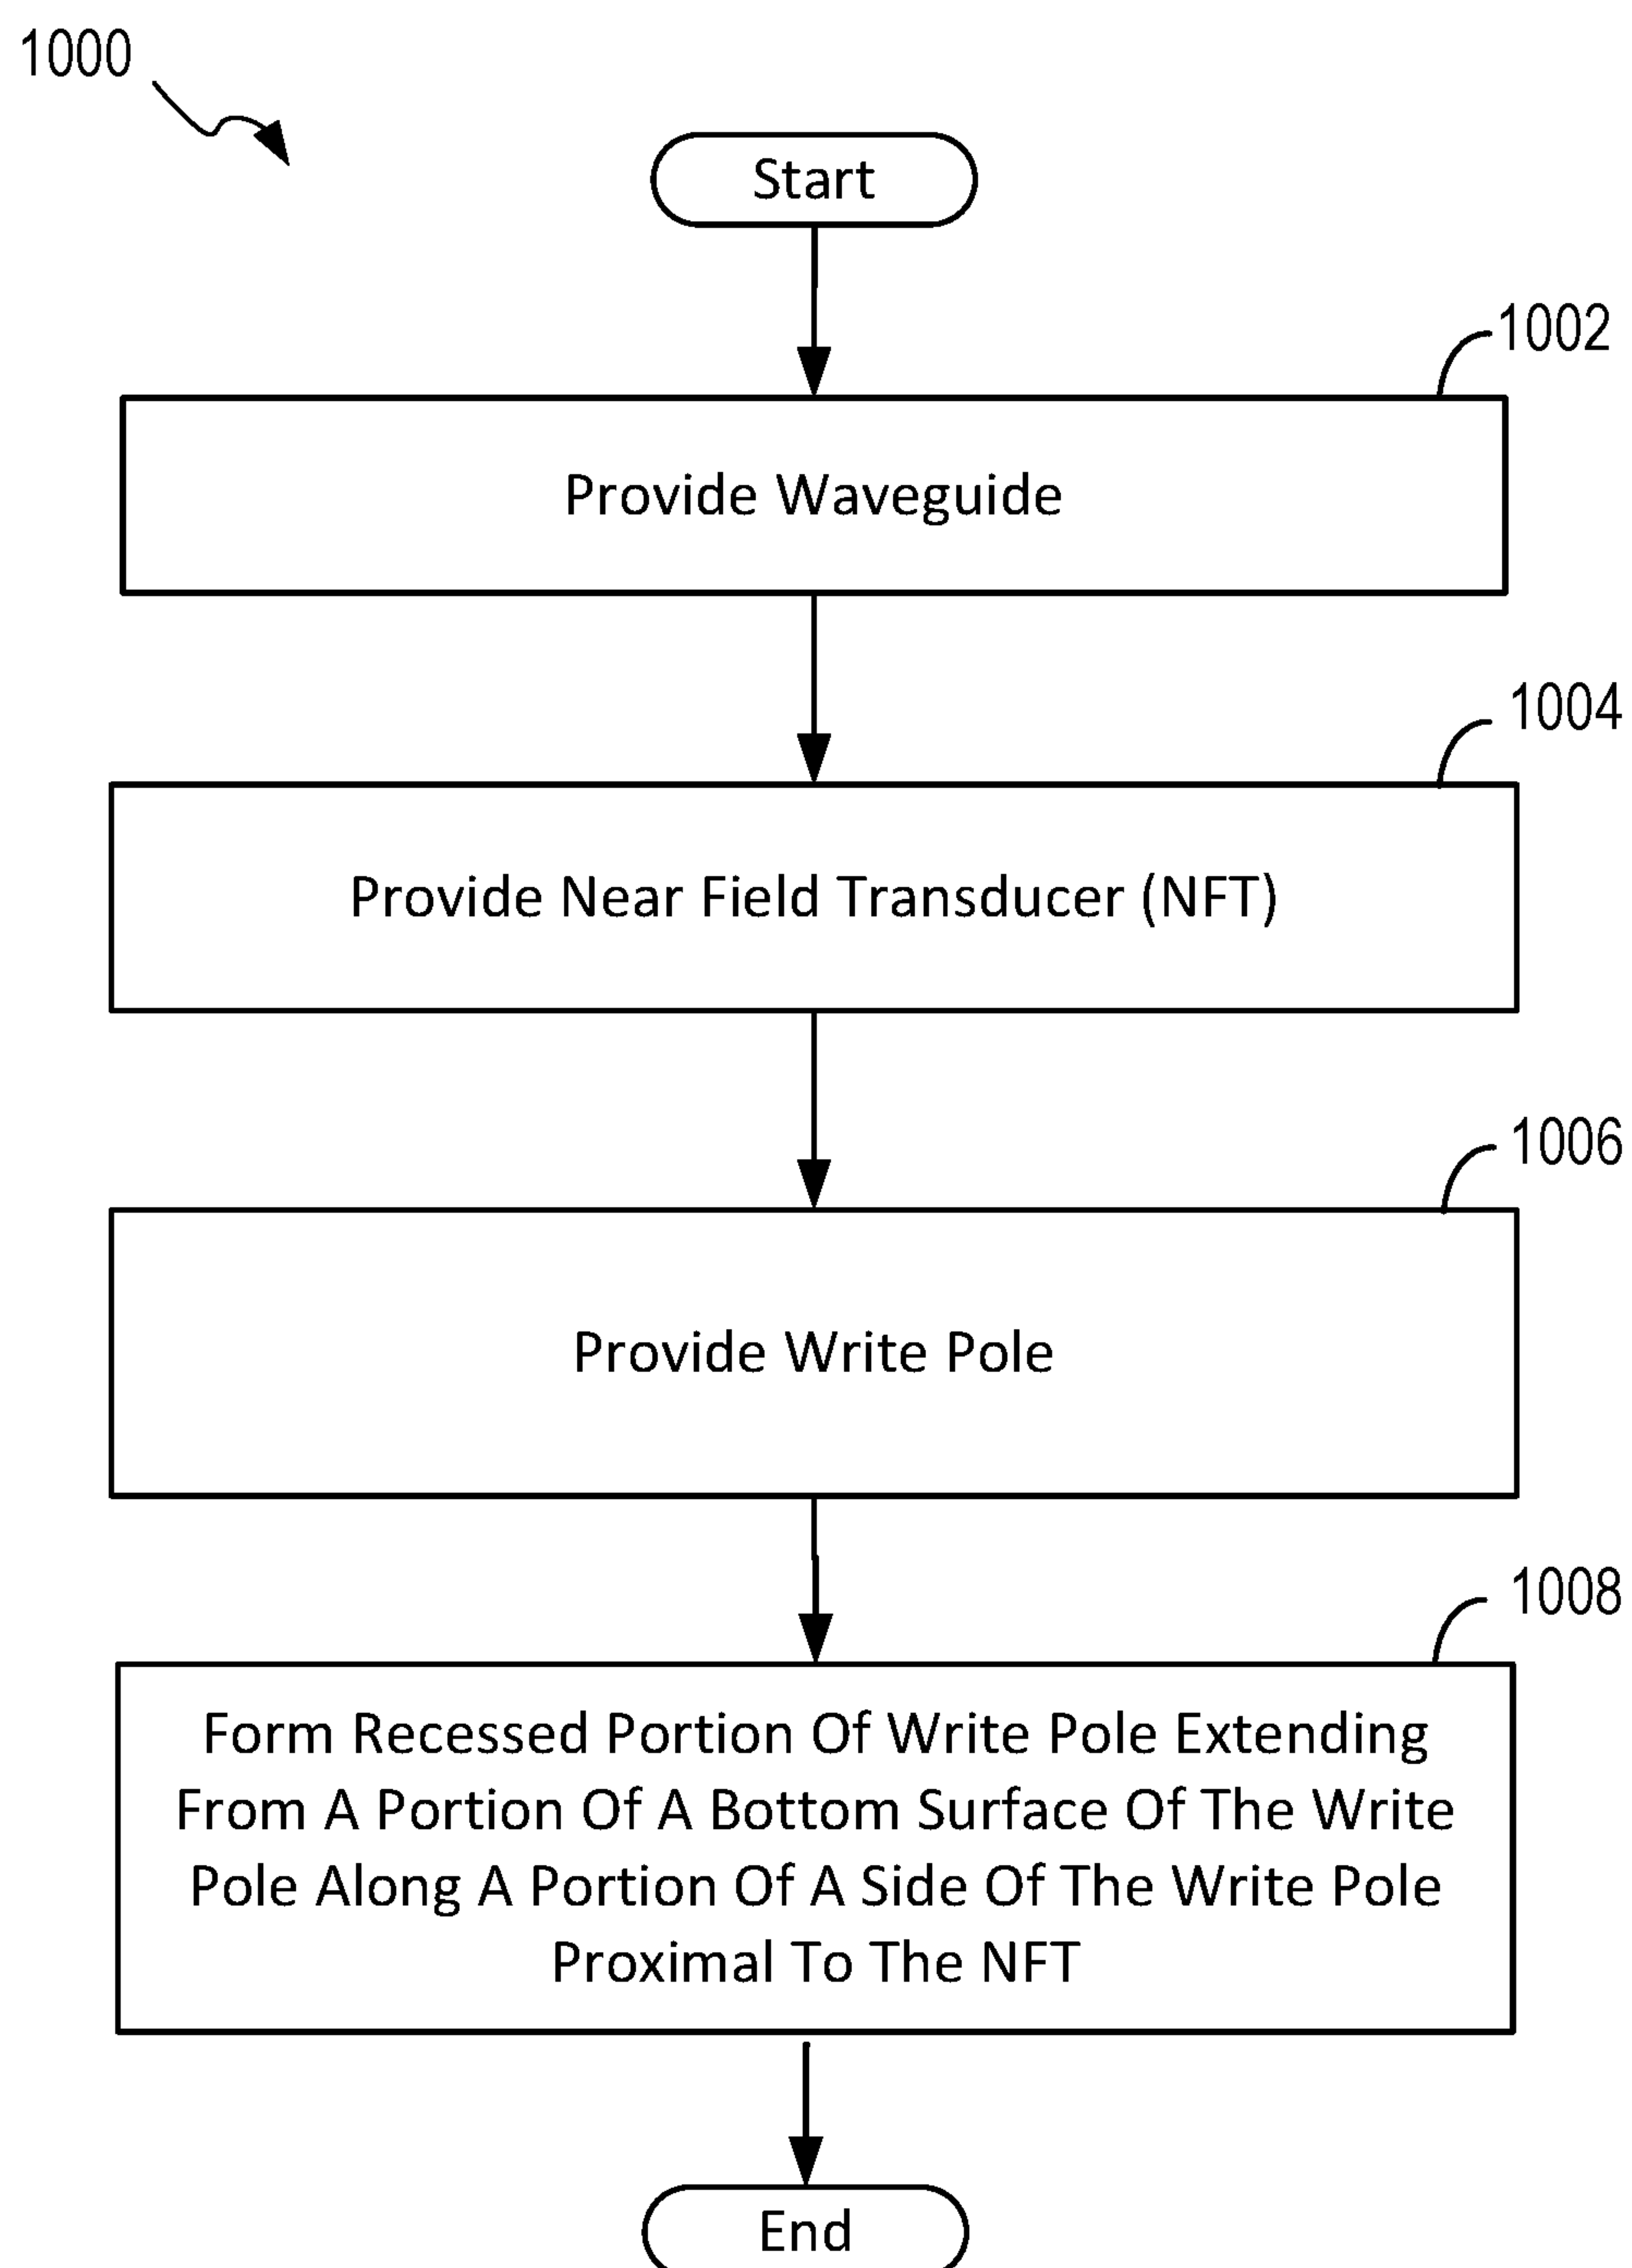 1000
Start
1002
Provide Waveguide
1004
Provide Near Field Transducer (NFT)
1006
Provide Write Pole
1008
Form Recessed Portion Of Write Pole Extending
From A Portion Of A Bottom Surface Of The Write
Pole Along A Portion Of A Side Of The Write Pole
Proximal To The NFT
End